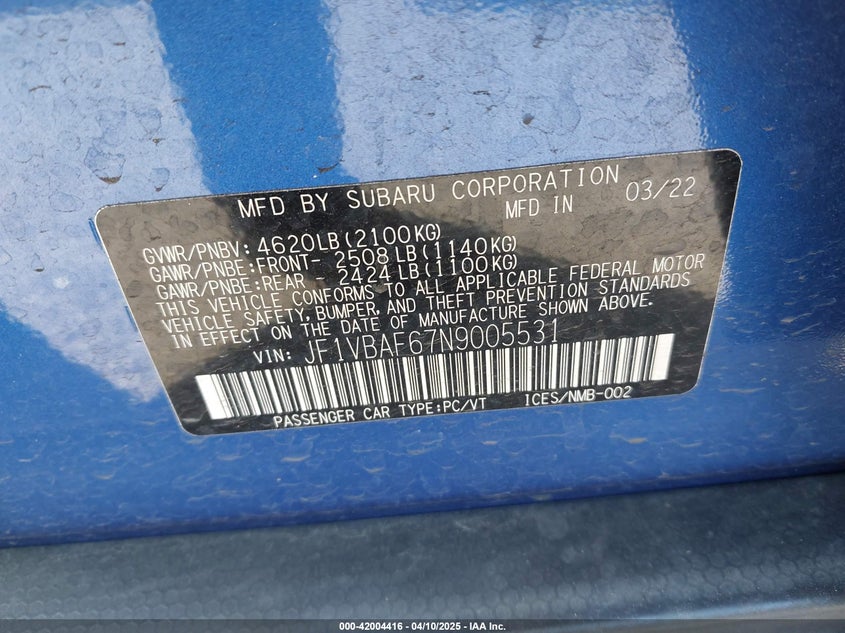 MFD BY SUBARU CORPORATION
MFD IN 03/22
GVWR/PNBV: 4620LB(2100KG)
GAWR/PNBE:FRONT- 2508 LB(1140KG)
GAWR/PNBE:REAR - 2424 LB(1100KG)
THIS VEHICLE CONFORMS TO ALL APPLICABLE FEDERAL MOTOR
VEHICLE SAFETY, BUMPER, AND THEFT PREVENTION STANDARDS
IN EFFECT ON THE DATE OF MANUFACTURE SHOWN ABOVE.
VIN: JF1VBAF67N9005531
PASSENGER CAR TYPE:PC/VT ICES/NMB-002
000-42004416 - 04/10/2025 - IAA Inc.